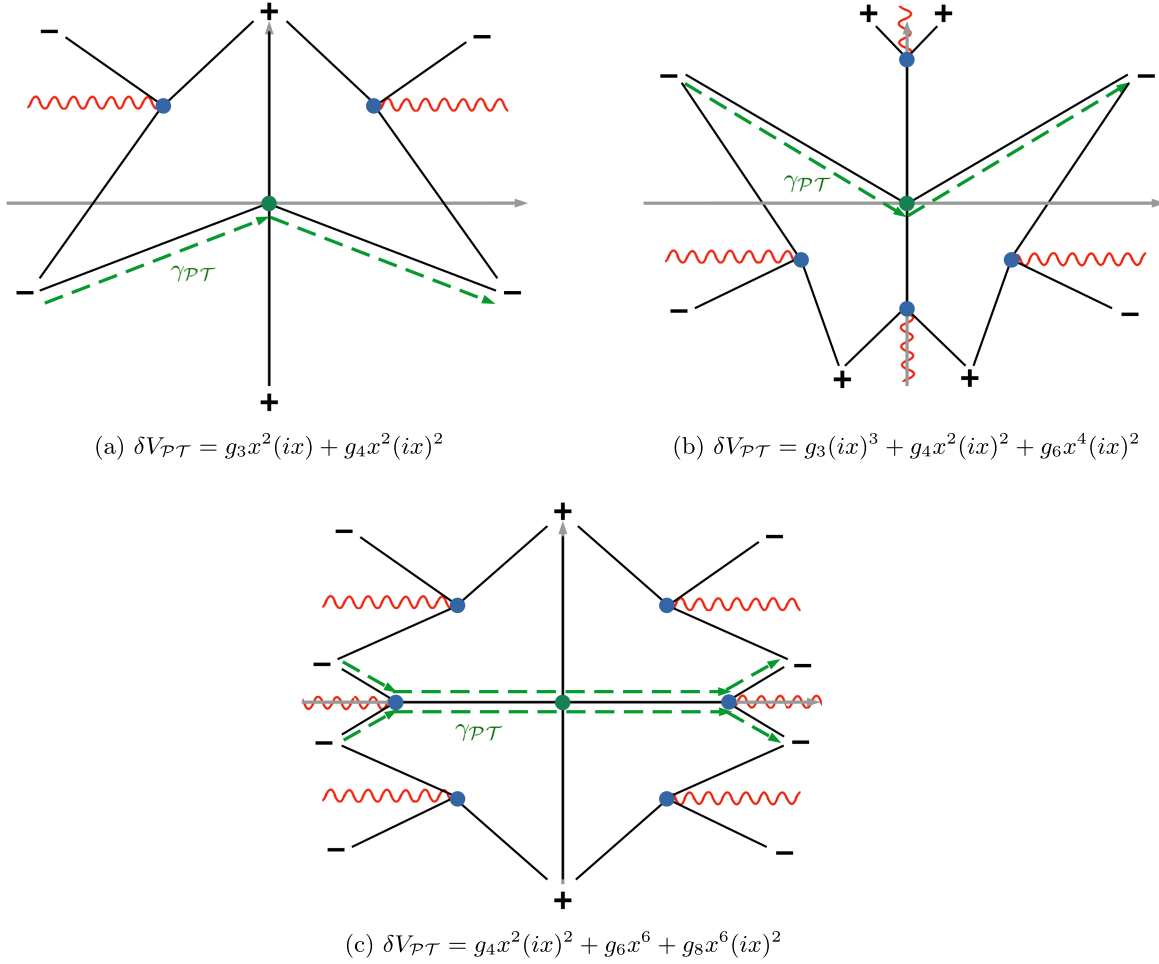 +
−
−
γ𝒫𝒯
−
−
+
+ +
− −
γ𝒫𝒯
− −
+ +
(a) δV𝒫𝒯 = g₃x²(ix) + g₄x²(ix)²
(b) δV𝒫𝒯 = g₃(ix)³ + g₄x²(ix)² + g₆x⁴(ix)²
+
− −
− −
γ𝒫𝒯
− −
− −
+
(c) δV𝒫𝒯 = g₄x²(ix)² + g₆x⁶ + g₈x⁶(ix)²